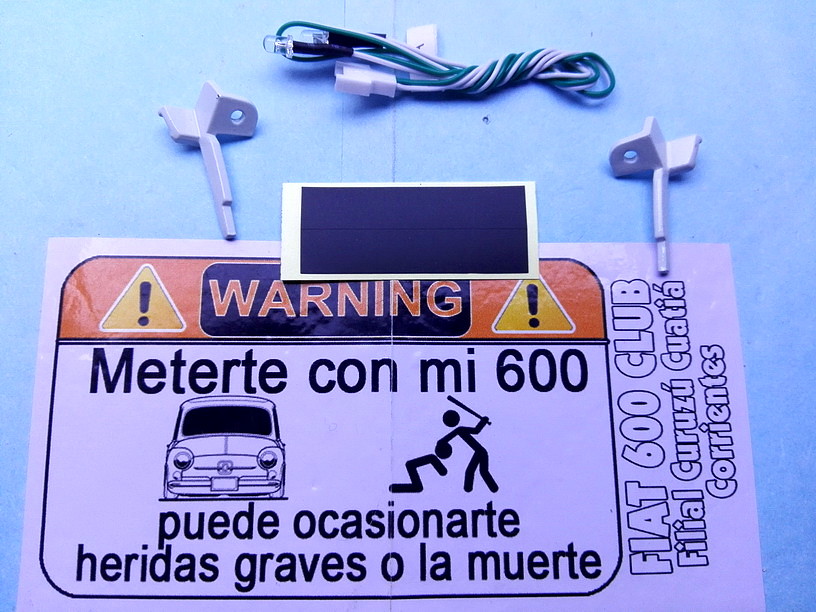 WARNING
Meterte con mi 600
puede ocasionarte
heridas graves o la muerte
FIAT 600 CLUB
Filial Curuzú Cuatiá
Corrientes